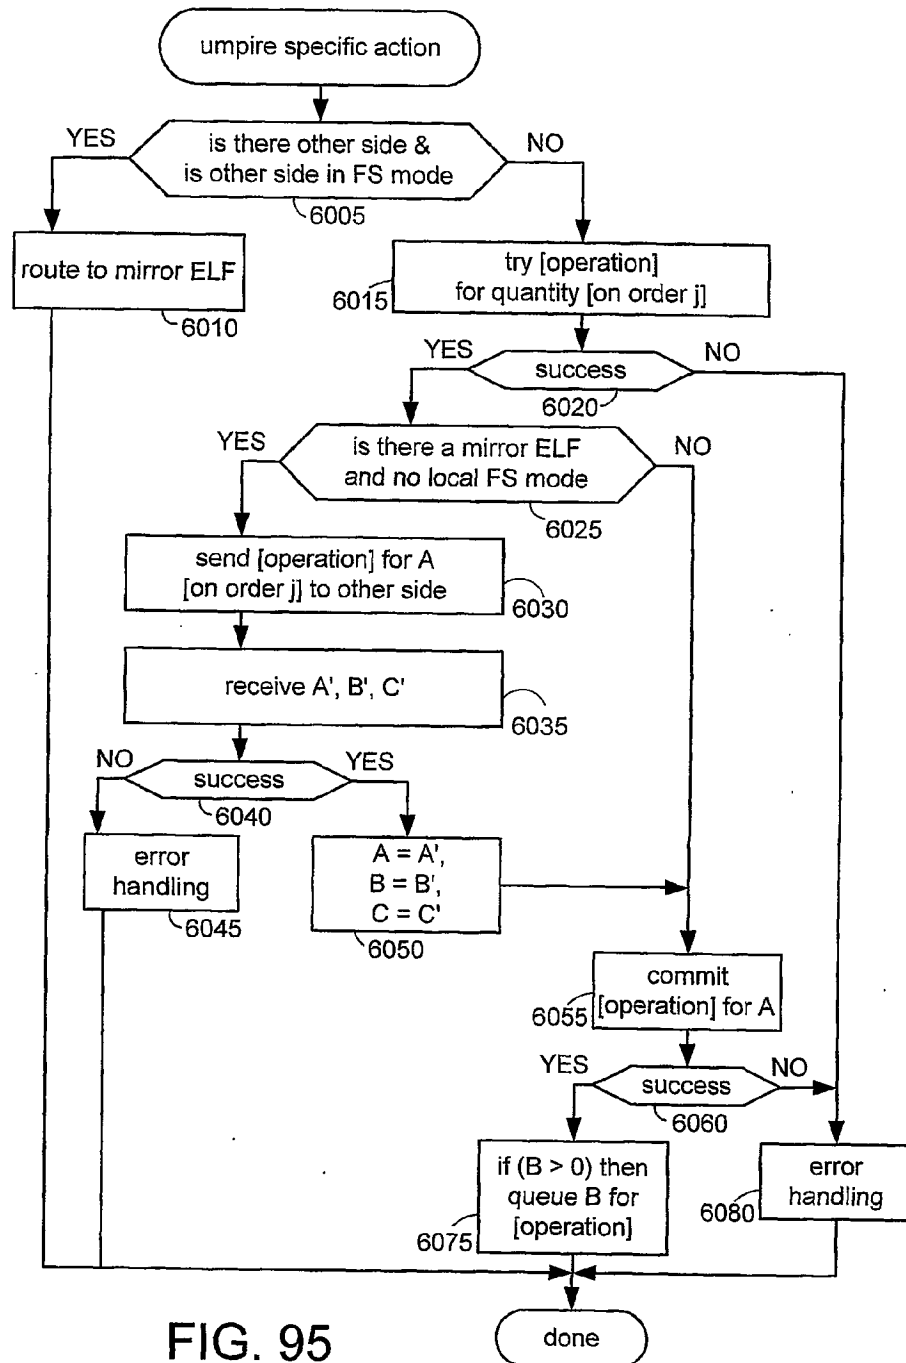 umpire specific action
YES
is there other side &
is other side in FS mode
NO
6005
route to mirror ELF
6010
try [operation]
for quantity [on order j]
6015
YES
success
NO
6020
YES
is there a mirror ELF
and no local FS mode
NO
6025
send [operation] for A
[on order j] to other side
6030
receive A', B', C'
6035
NO
success
YES
6040
error
handling
6045
A = A',
B = B',
C = C'
6050
commit
[operation] for A
6055
YES
success
NO
6060
if (B > 0) then
queue B for
[operation]
6075
error
handling
6080
done
FIG. 95